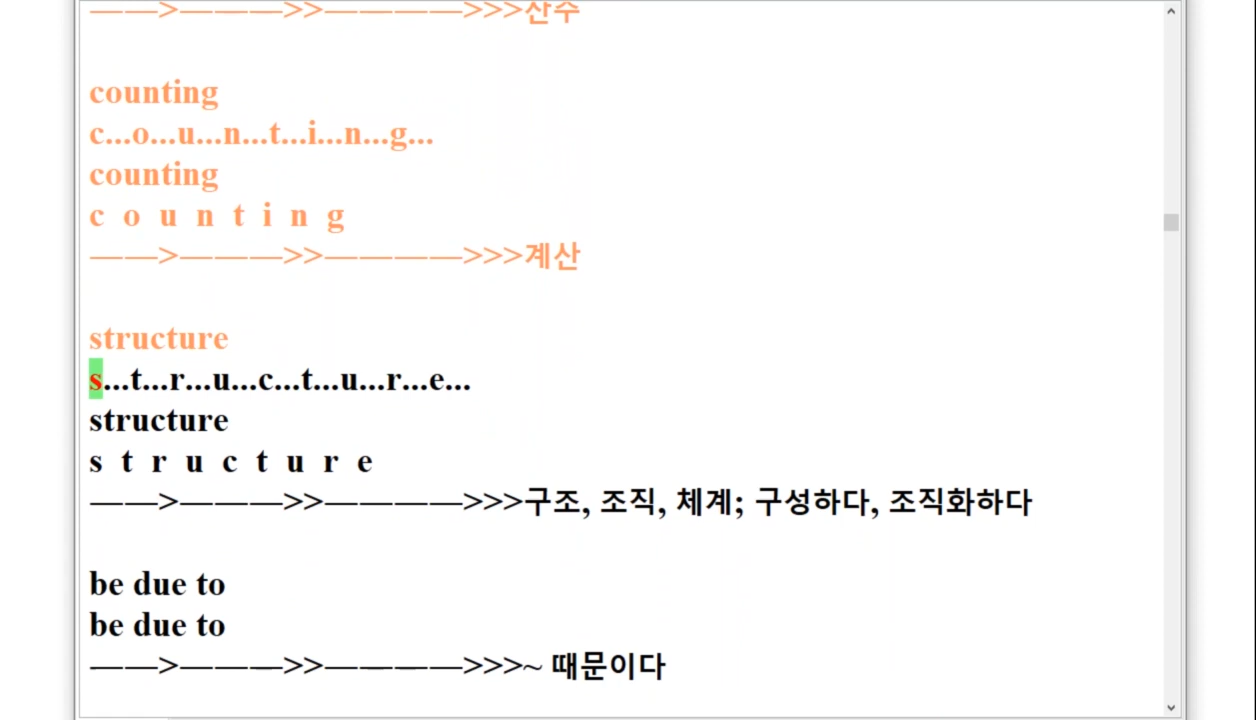 ——>———>>————>>>산수
counting
c...o...u...n...t...i...n...g...
counting
c o u n t i n g
——>———>>————>>>계산
structure
s...t...r...u...c...t...u...r...e...
structure
s t r u c t u r e
——>———>>————>>>구조, 조직, 체계; 구성하다, 조직화하다
be due to
be due to
——>———>>————>>>~ 때문이다